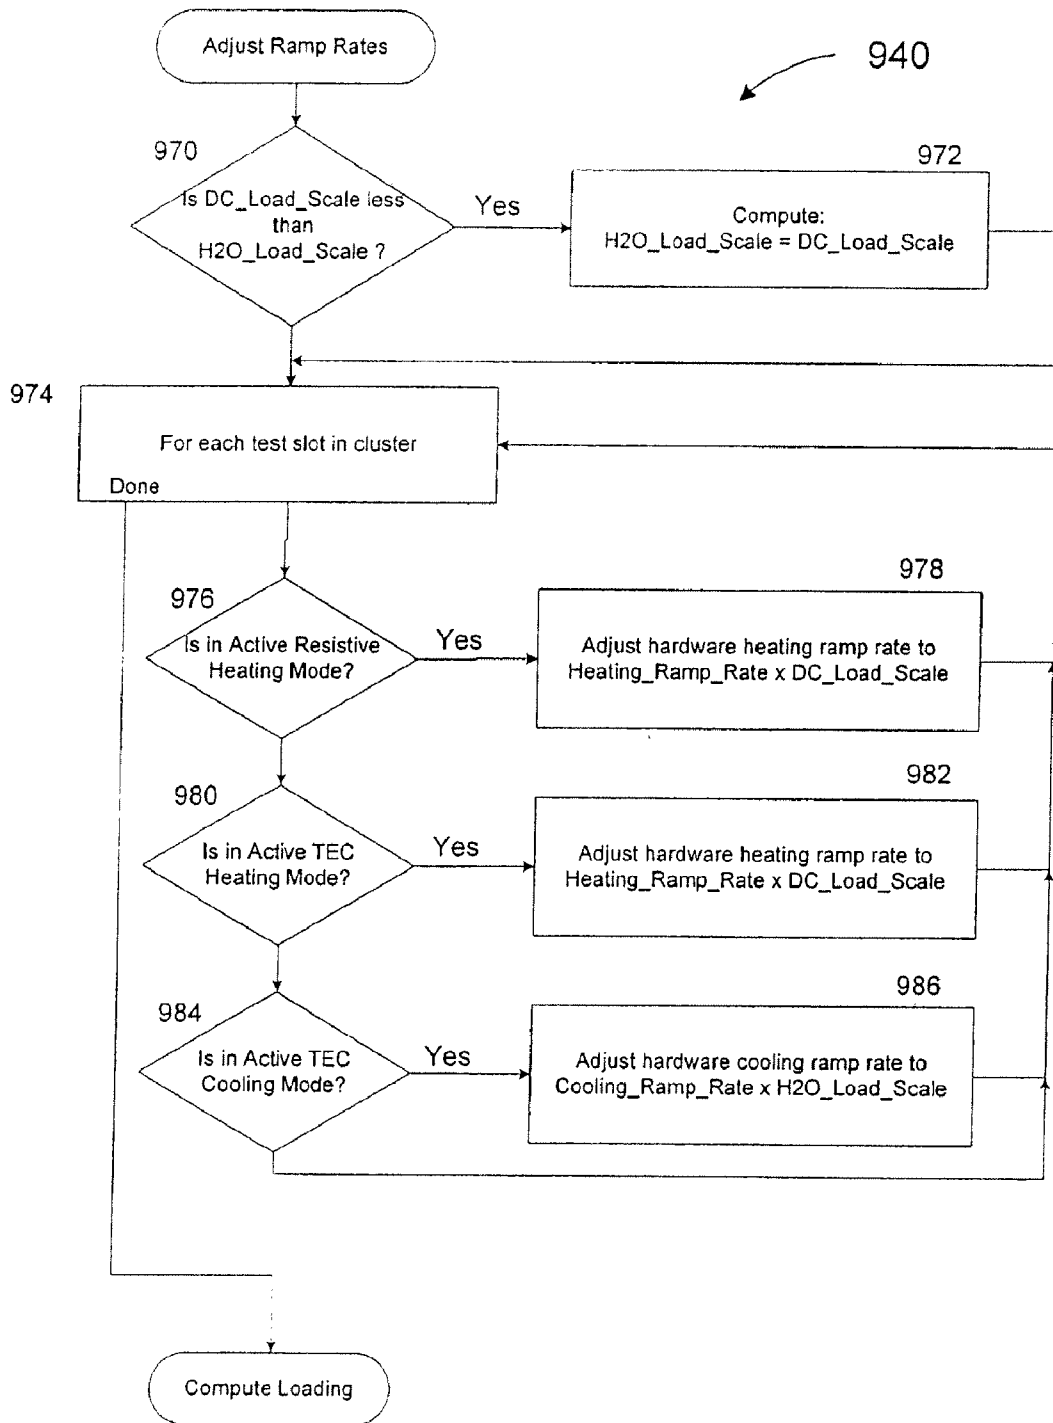 Adjust Ramp Rates
940
970
Is DC_Load_Scale less
than
H2O_Load_Scale ?
Yes
972
Compute:
H2O_Load_Scale = DC_Load_Scale
974
For each test slot in cluster
Done
976
Is in Active Resistive
Heating Mode?
Yes
978
Adjust hardware heating ramp rate to
Heating_Ramp_Rate x DC_Load_Scale
980
Is in Active TEC
Heating Mode?
Yes
982
Adjust hardware heating ramp rate to
Heating_Ramp_Rate x DC_Load_Scale
984
Is in Active TEC
Cooling Mode?
Yes
986
Adjust hardware cooling ramp rate to
Cooling_Ramp_Rate x H2O_Load_Scale
Compute Loading